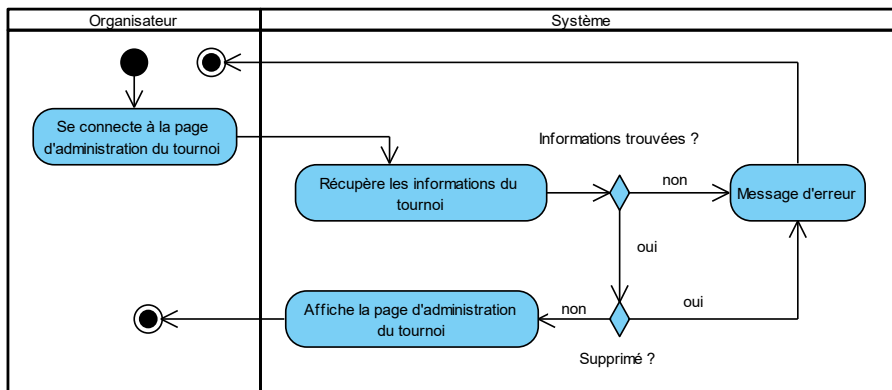 Organisateur
Système
Se connecte à la page
d'administration du tournoi
Informations trouvées ?
Récupère les informations du
tournoi
non
Message d'erreur
oui
Affiche la page d'administration
du tournoi
non
oui
Supprimé ?